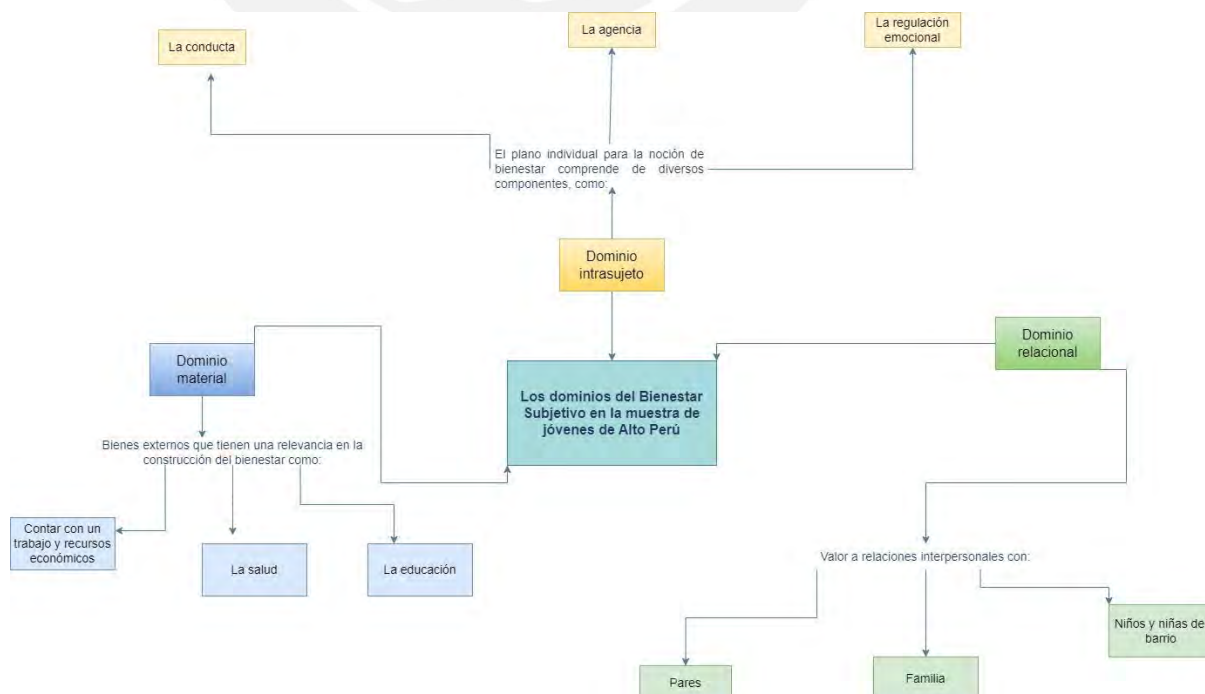 La conducta
La agencia
La regulación
emocional
El plano individual para la noción de
bienestar comprende de diversos
componentes, como:
Dominio
intrasujeto
Dominio
material
Dominio
relacional
Los dominios del Bienestar
Subjetivo en la muestra de
jóvenes de Alto Perú
Bienes externos que tienen una relevancia en la
construcción del bienestar como:
Contar con un
trabajo y recursos
económicos
La salud
La educación
Valor a relaciones interpersonales con:
Pares
Familia
Niños y niñas de
barrio